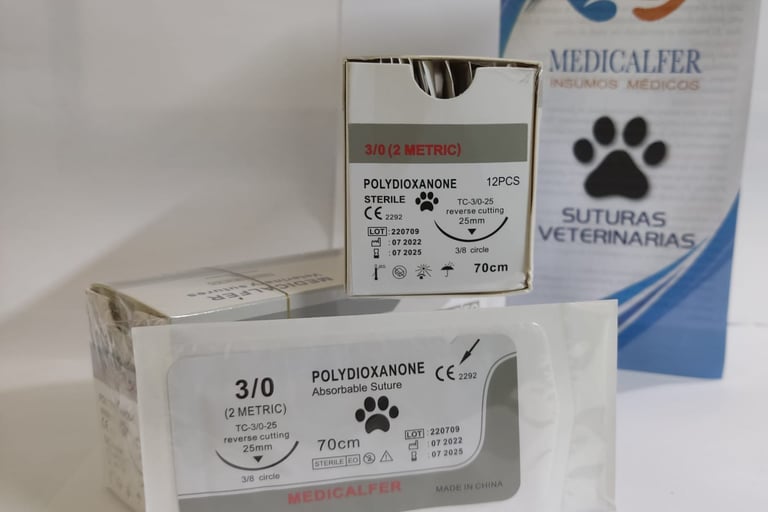 MEDICALFER
INSUMOS MÉDICOS
SUTURAS
VETERINARIAS
3/0 (2 METRIC)
POLYDIOXANONE 12PCS
STERILE
CE 2292
TC-3/0-25
reverse cutting
25mm
3/8 circle
LOT : 220709
: 07 2022
: 07 2025
70cm
MEDICALFER
Veterinary sutures
3/0
(2 METRIC)
TC-3/0-25
reverse cutting
25mm
3/8 circle
POLYDIOXANONE
Absorbable Suture
CE 2292
70cm
STERILE EO
LOT : 220709
: 07 2022
: 07 2025
MEDICALFER
MADE IN CHINA